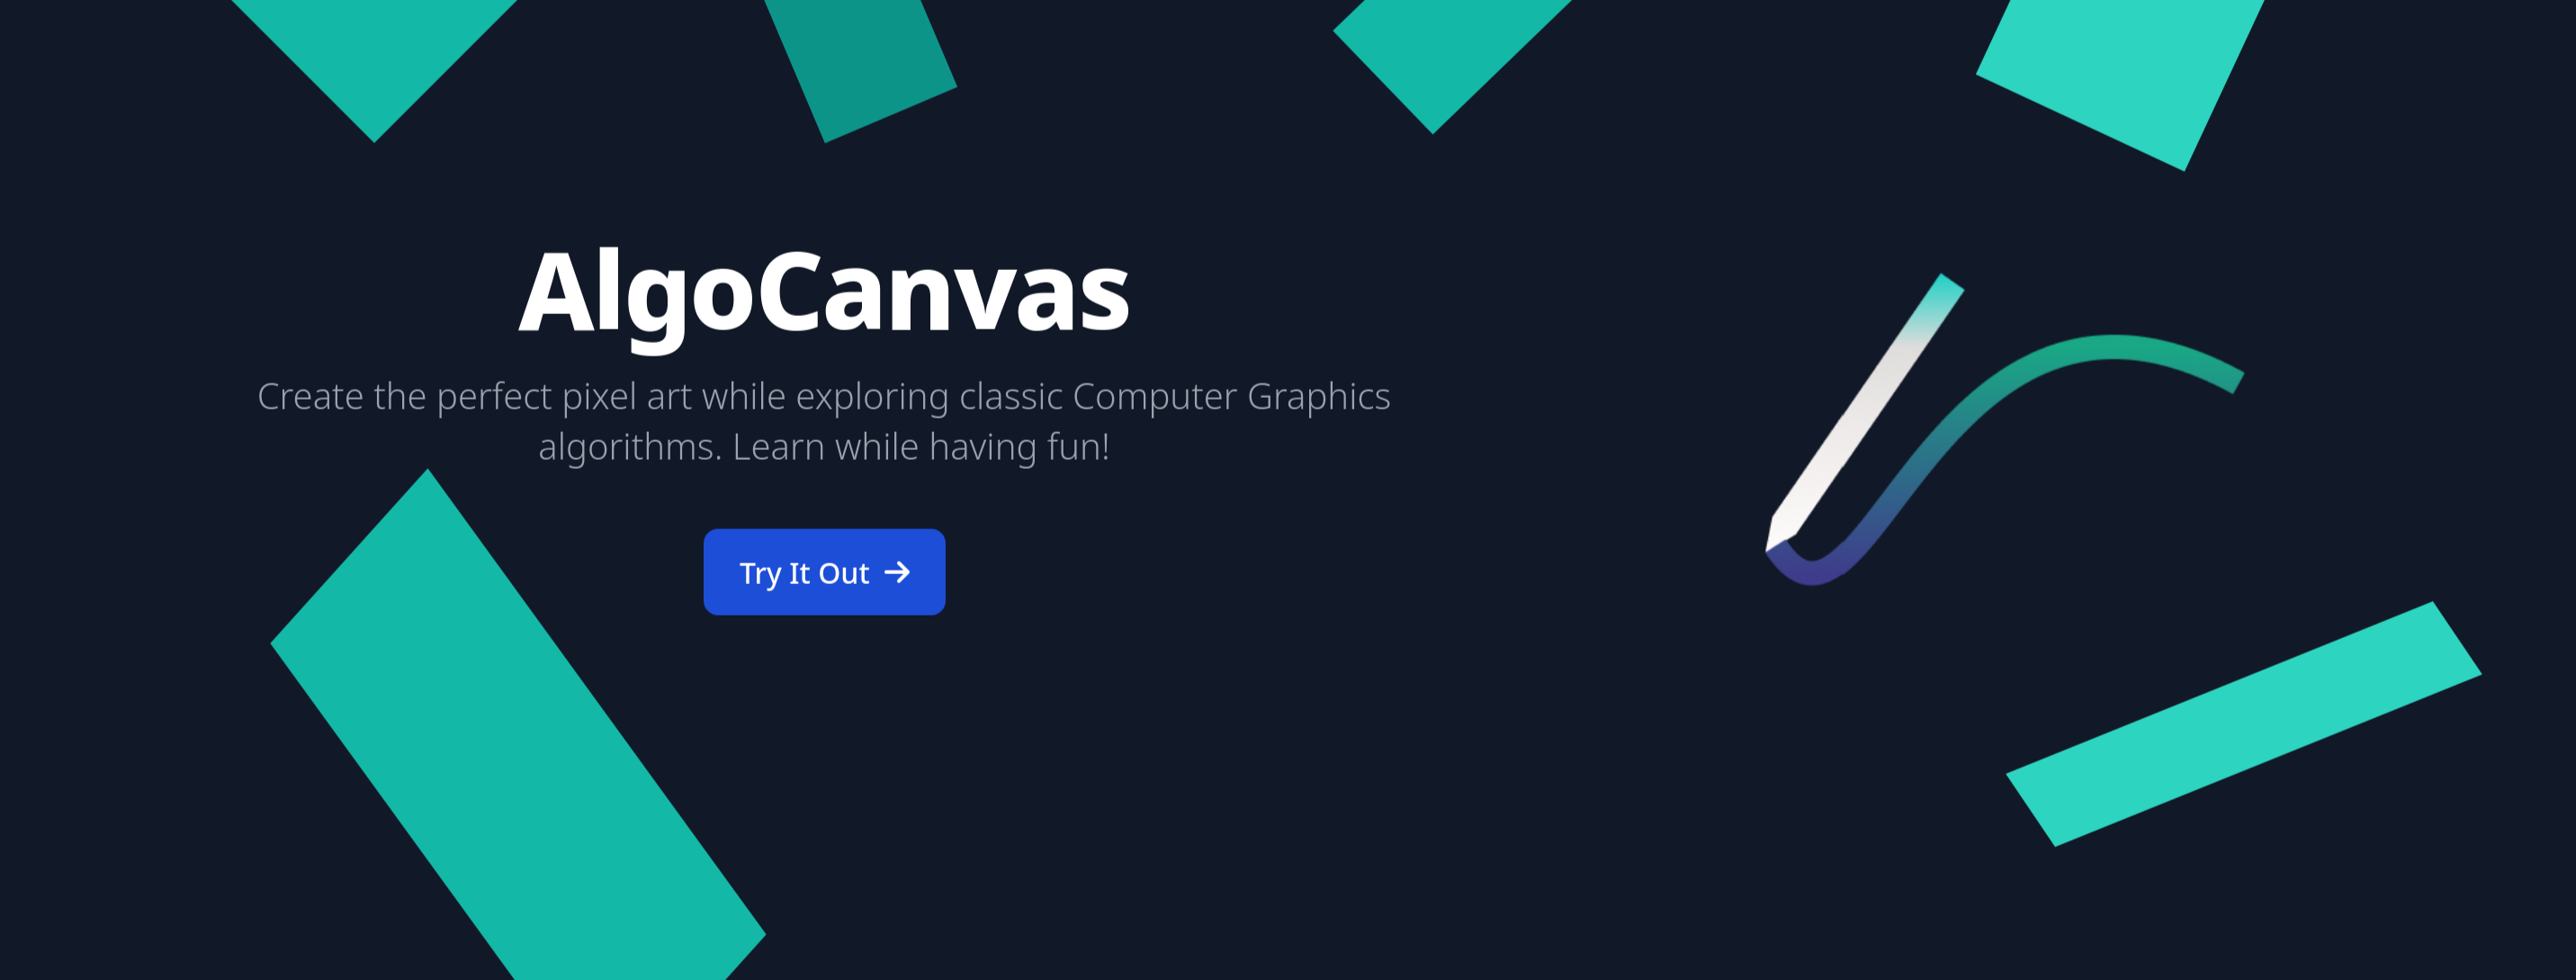 AlgoCanvas
Create the perfect pixel art while exploring classic Computer Graphics
algorithms. Learn while having fun!
Try It Out →